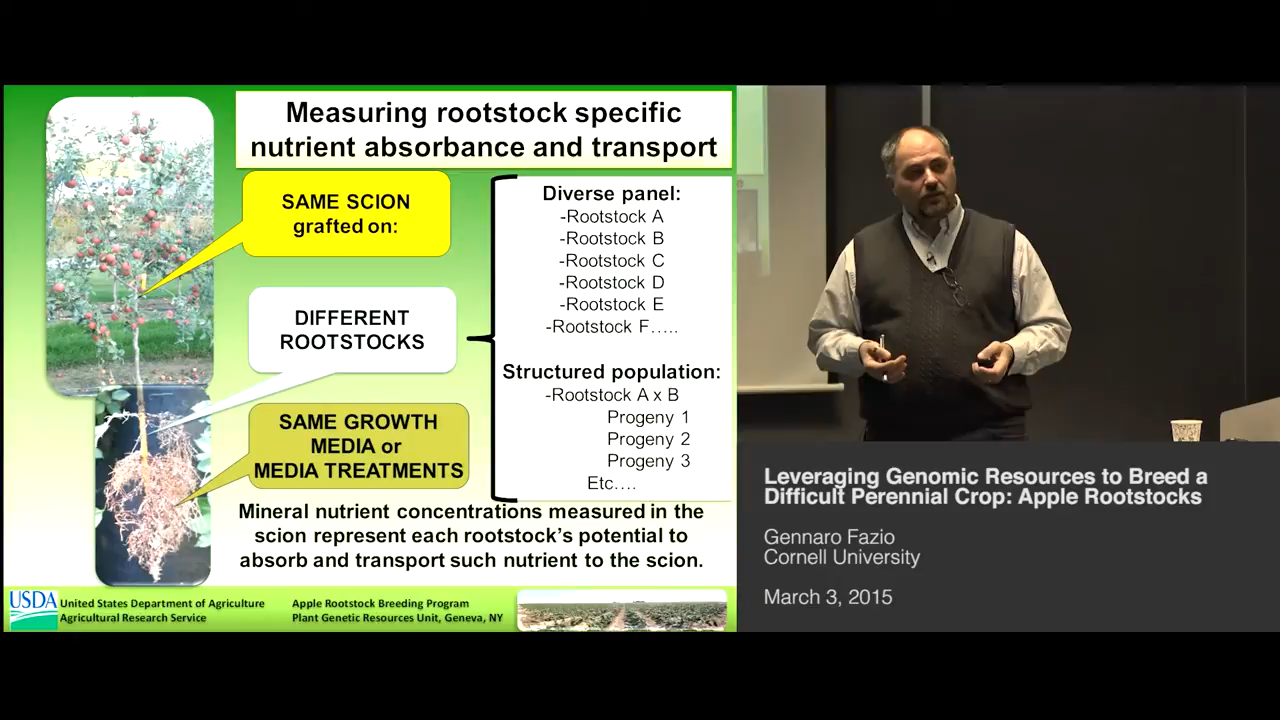 Measuring rootstock specific
nutrient absorbance and transport
SAME SCION
grafted on:
DIFFERENT
ROOTSTOCKS
SAME GROWTH
MEDIA or
MEDIA TREATMENTS
Diverse panel:
-Rootstock A
-Rootstock B
-Rootstock C
-Rootstock D
-Rootstock E
-Rootstock F.....
Structured population:
-Rootstock A x B
Progeny 1
Progeny 2
Progeny 3
Etc....
Mineral nutrient concentrations measured in the
scion represent each rootstock's potential to
absorb and transport such nutrient to the scion.
USDA
United States Department of Agriculture
Agricultural Research Service
Apple Rootstock Breeding Program
Plant Genetic Resources Unit, Geneva, NY
Leveraging Genomic Resources to Breed a
Difficult Perennial Crop: Apple Rootstocks
Gennaro Fazio
Cornell University
March 3, 2015